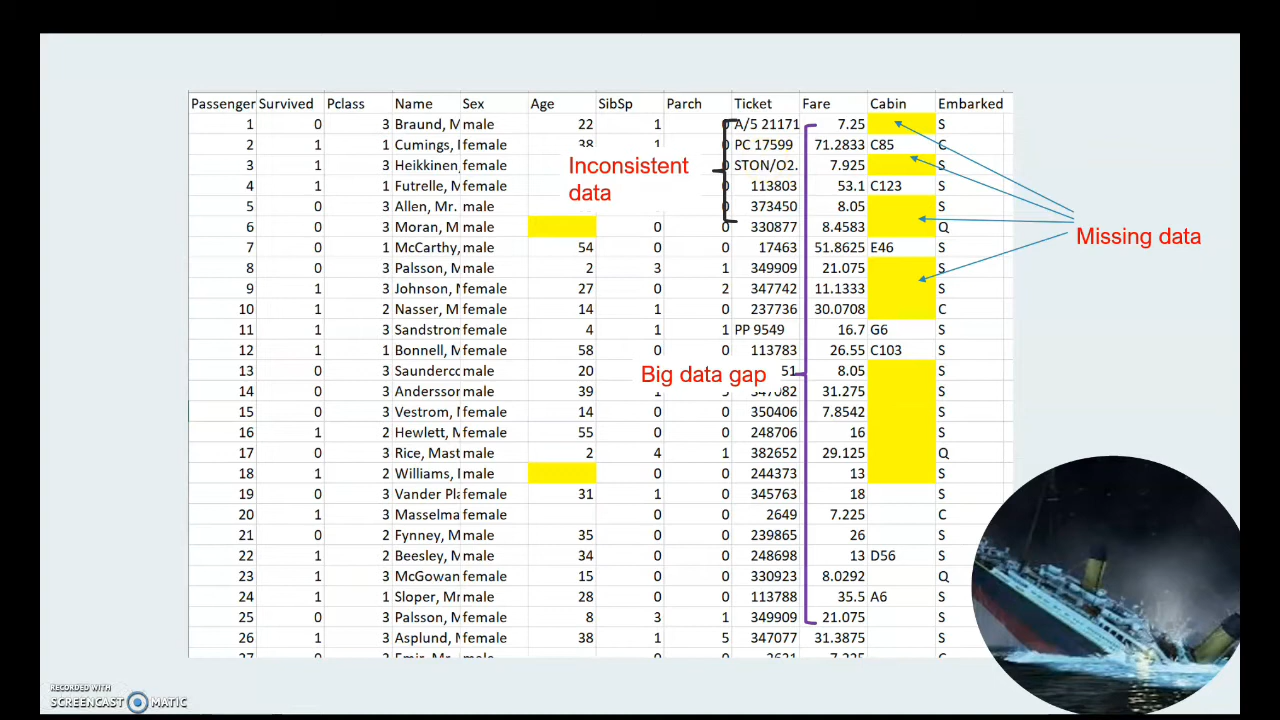 Passenger Survived Pclass Name Sex Age SibSp Parch Ticket Fare Cabin Embarked
1 0 3 Braund, M male 22 1 0 A/5 21171 7.25 S
2 1 1 Cumings, female 38 1 0 PC 17599 71.2833 C85 C
3 1 3 Heikkinen, female 0 STON/O2. 7.925 S
4 1 1 Futrelle, female 0 113803 53.1 C123 S
5 0 3 Allen, Mr. male 0 373450 8.05 S
6 0 3 Moran, M male 0 0 330877 8.4583 Q
7 0 1 McCarthy, male 54 0 0 17463 51.8625 E46 S
8 0 3 Palsson, M male 2 3 1 349909 21.075 S
9 1 3 Johnson, female 27 0 2 347742 11.1333 S
10 1 2 Nasser, M female 14 1 0 237736 30.0708 C
11 1 3 Sandstrom female 4 1 1 PP 9549 16.7 G6 S
12 1 1 Bonnell, M female 58 0 0 113783 26.55 C103 S
13 0 3 Saunderco male 20 0 0 51 8.05 S
14 0 3 Andersson male 39 1 5 347082 31.275 S
15 0 3 Vestrom, female 14 0 0 350406 7.8542 S
16 1 2 Hewlett, M female 55 0 0 248706 16 S
17 0 3 Rice, Mast male 2 4 1 382652 29.125 Q
18 1 2 Williams, male 0 0 244373 13 S
19 0 3 Vander Pla female 31 1 0 345763 18 S
20 1 3 Masselma female 0 0 2649 7.225 C
21 0 2 Fynney, M male 35 0 0 239865 26 S
22 1 2 Beesley, M male 34 0 0 248698 13 D56 S
23 1 3 McGowan female 15 0 0 330923 8.0292 Q
24 1 1 Sloper, Mr male 28 0 0 113788 35.5 A6 S
25 0 3 Palsson, M female 8 3 1 349909 21.075 S
26 1 3 Asplund, female 38 1 5 347077 31.3875 S
Inconsistent
data
Missing data
Big data gap
RECORDED WITH
SCREENCAST MATIC